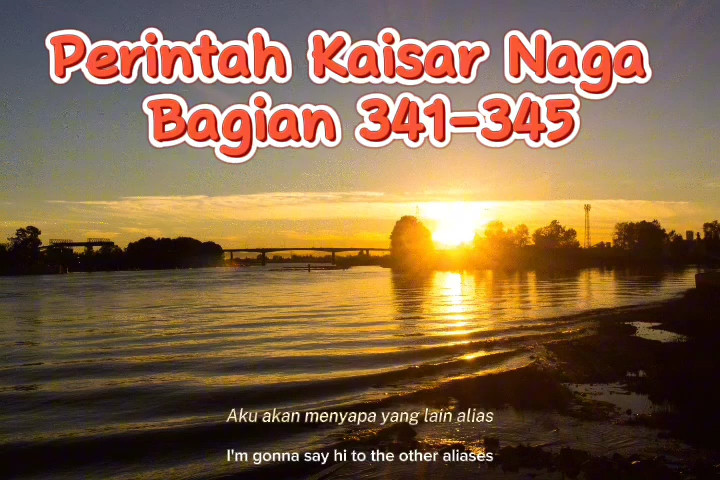 Perintah Kaisar Naga
Bagian 341-345
Aku akan menyapa yang lain alias
I'm gonna say hi to the other aliases